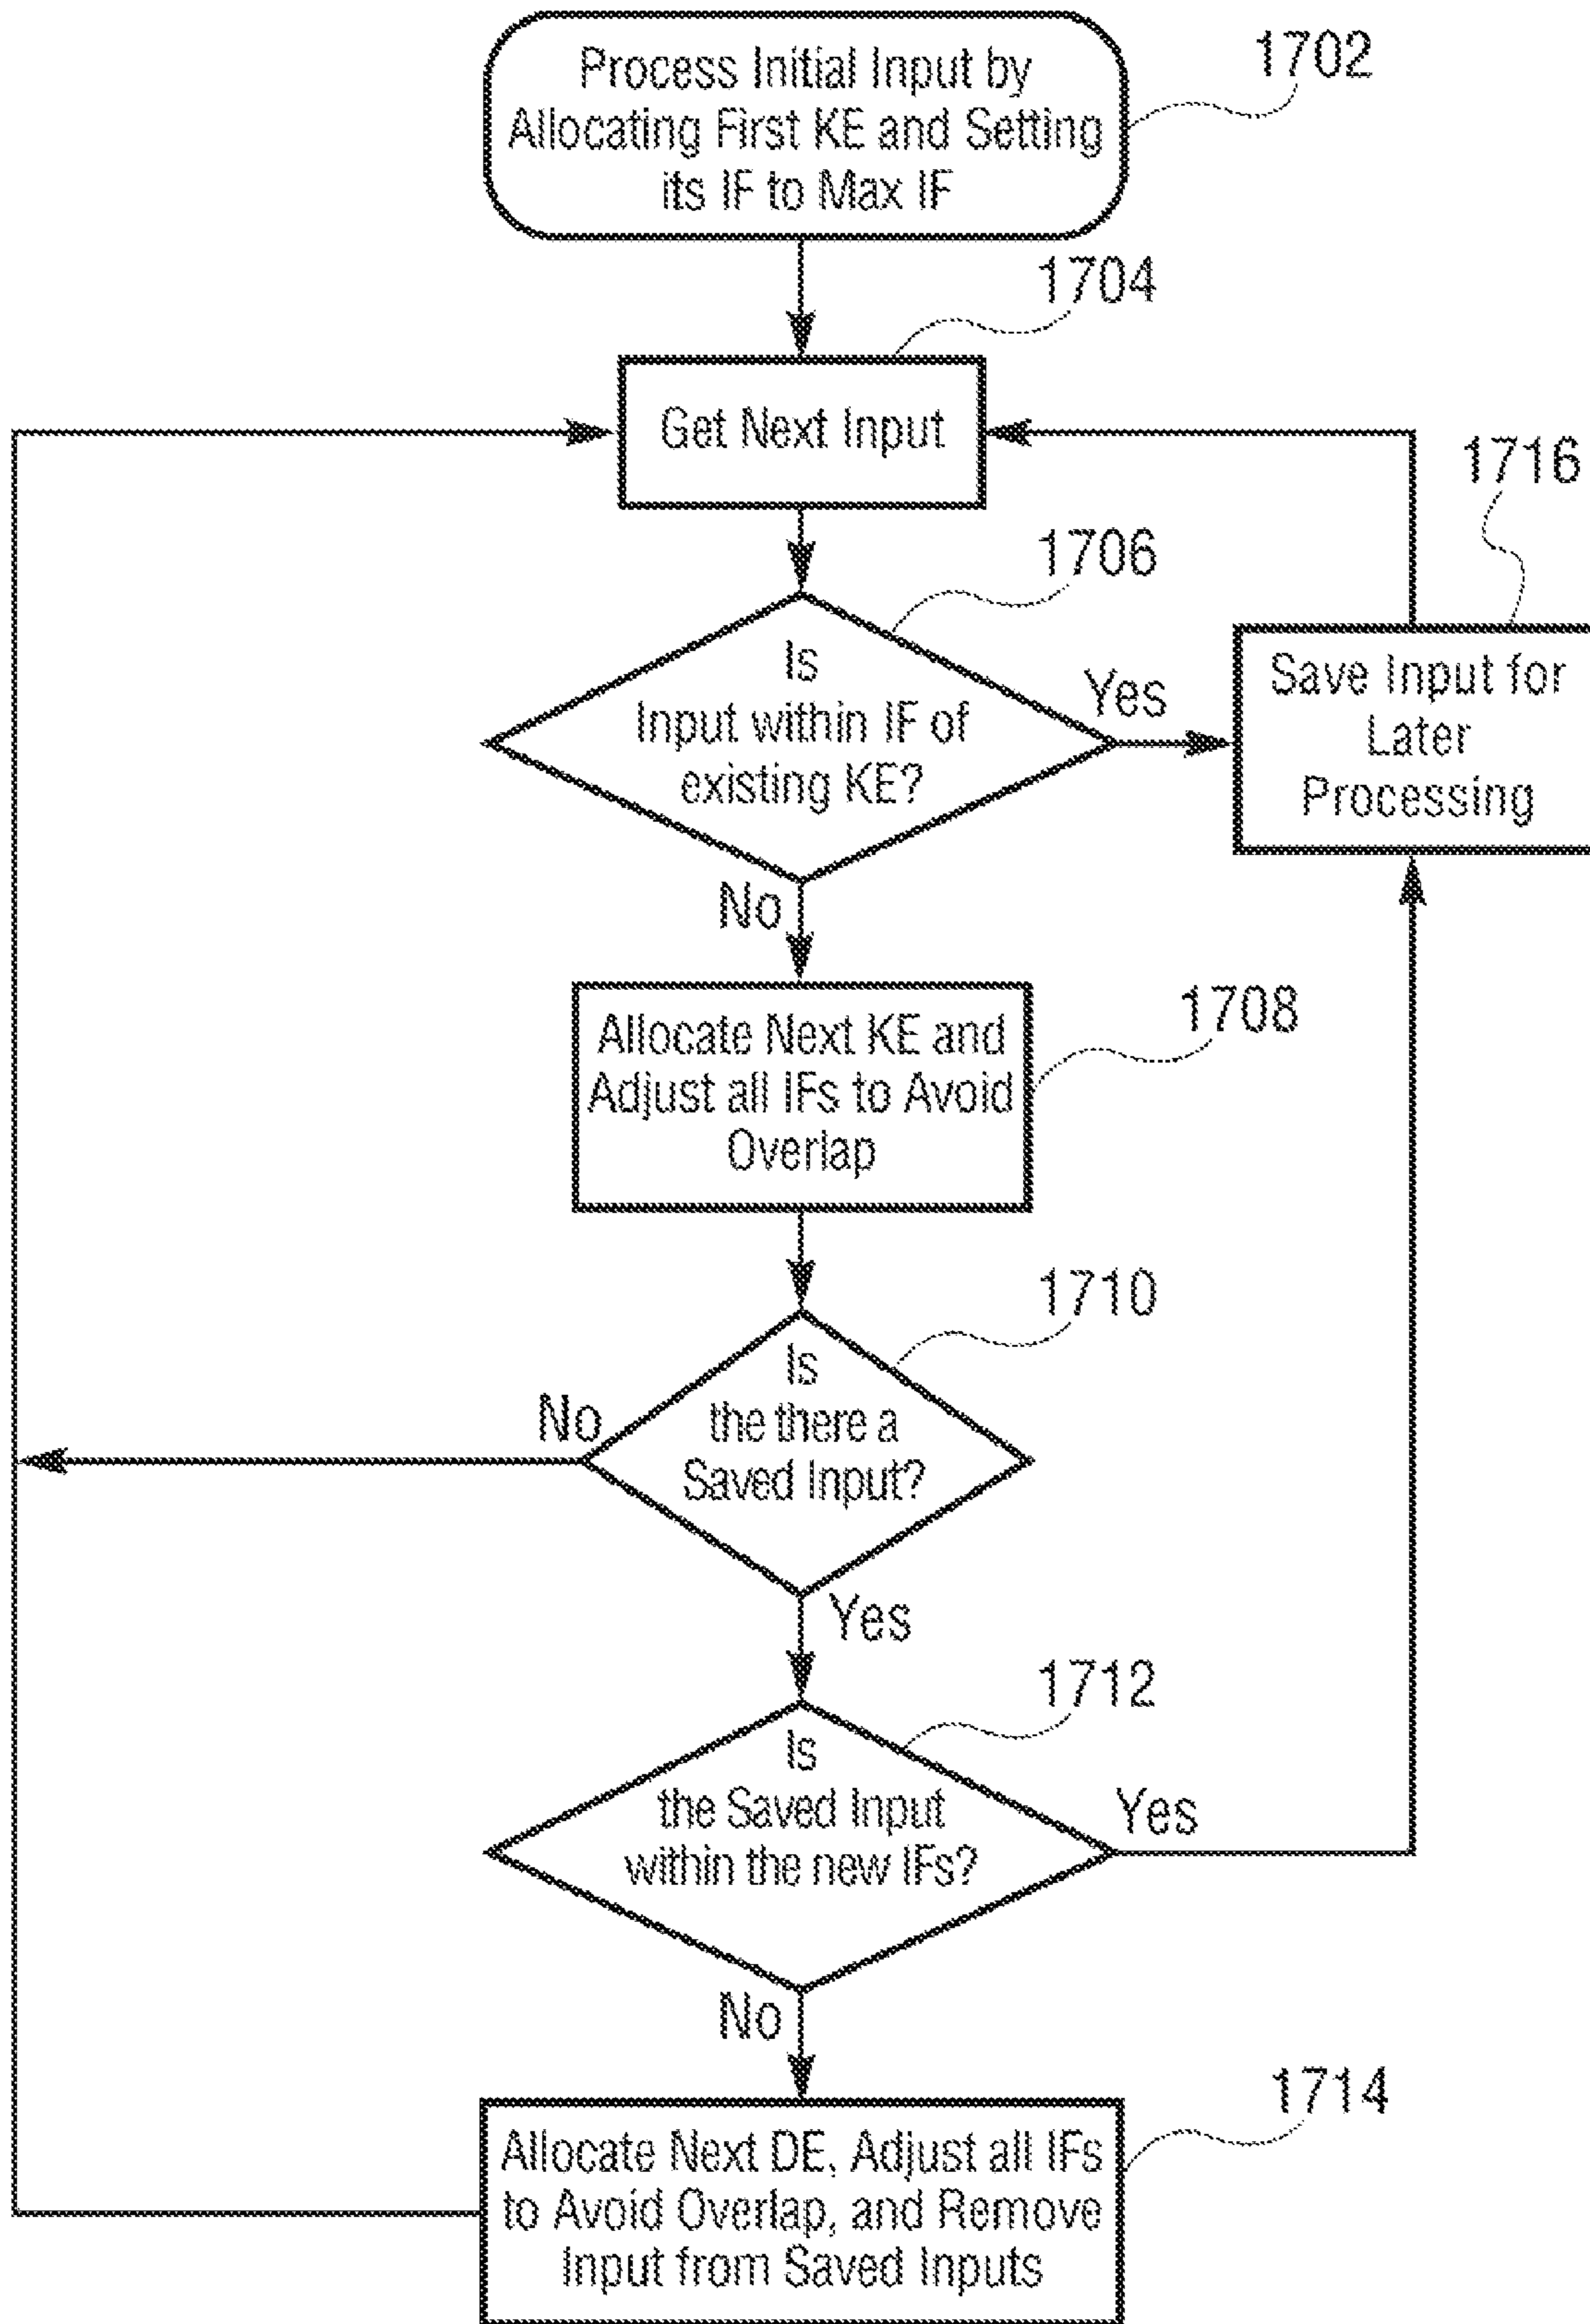 Process Initial Input by
Allocating First KE and Setting
its IF to Max IF
1702
1704
Get Next Input
1716
1706
Is
Input within IF of
existing KE?
Yes
Save Input for
Later
Processing
No
1708
Allocate Next KE and
Adjust all IFs to Avoid
Overlap
1710
Is
the there a
Saved Input?
No
Yes
1712
Is
the Saved Input
within the new IFs?
Yes
No
1714
Allocate Next DE, Adjust all IFs
to Avoid Overlap, and Remove
Input from Saved Inputs